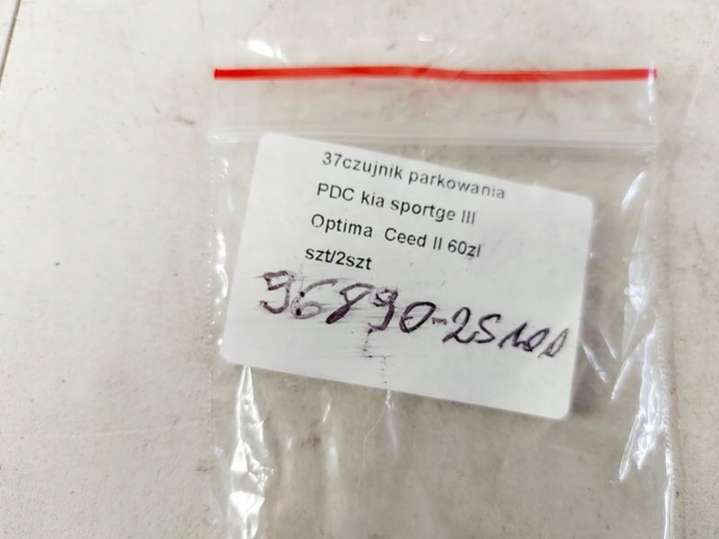 37czujnik parkowania
PDC kia sportge III
Optima Ceed II 60zl
szt/2szt
96890-2S100